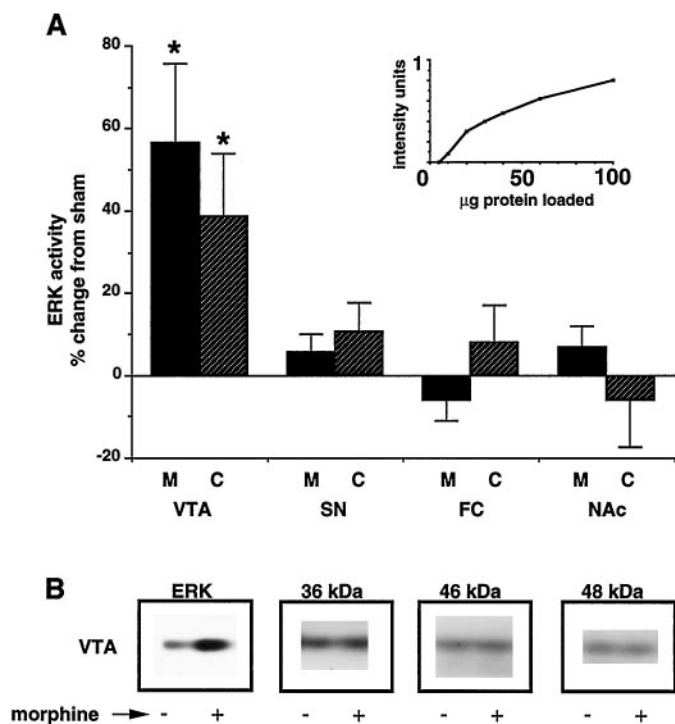 A
ERK activity
% change from sham
80
60
40
20
0
-20
* *
M C M C M C M C
VTA SN FC NAc
intensity units
1
0 50 100
µg protein loaded
B
ERK 36 kDa 46 kDa 48 kDa
VTA
morphine → - + - + - + - +